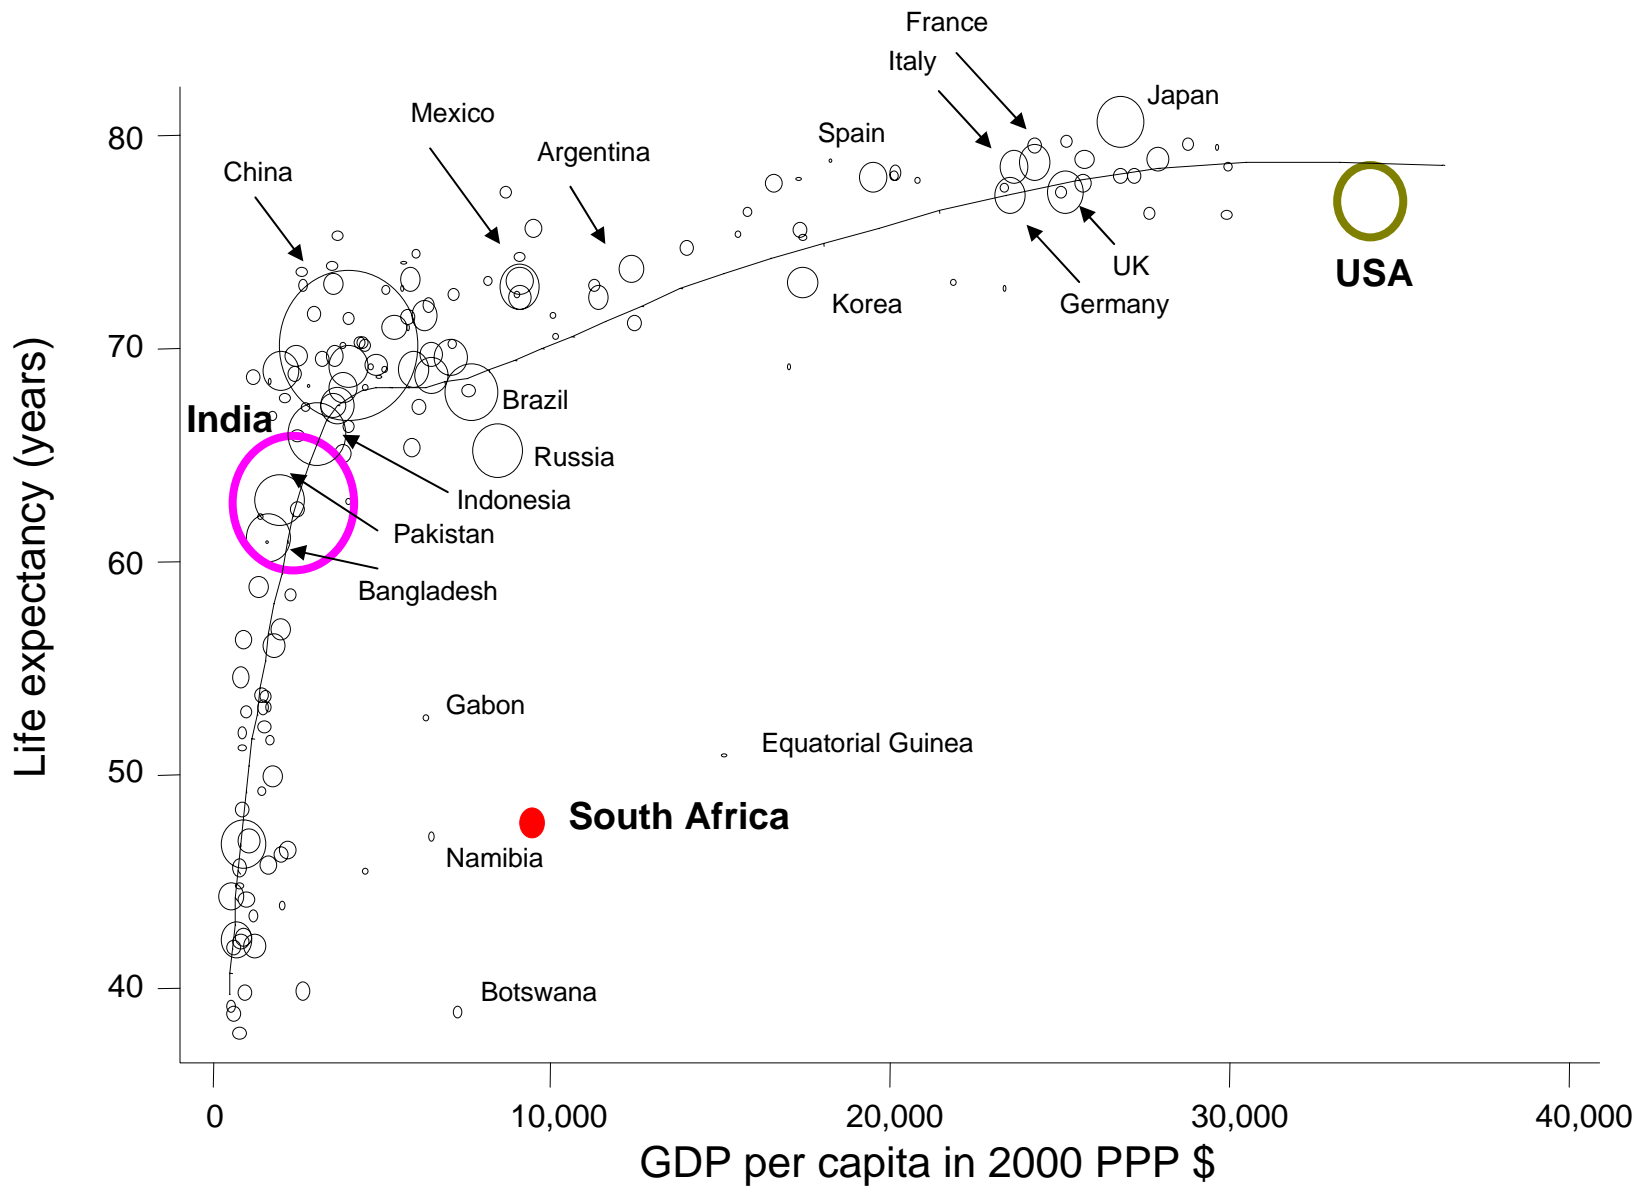 France
Italy
Japan
Mexico
Spain
Argentina
China
UK
USA
Germany
Korea
Brazil
India
Russia
Indonesia
Pakistan
Bangladesh
Gabon
Equatorial Guinea
South Africa
Namibia
Botswana
Life expectancy (years)
80
70
60
50
40
0 10,000 20,000 30,000 40,000
GDP per capita in 2000 PPP $